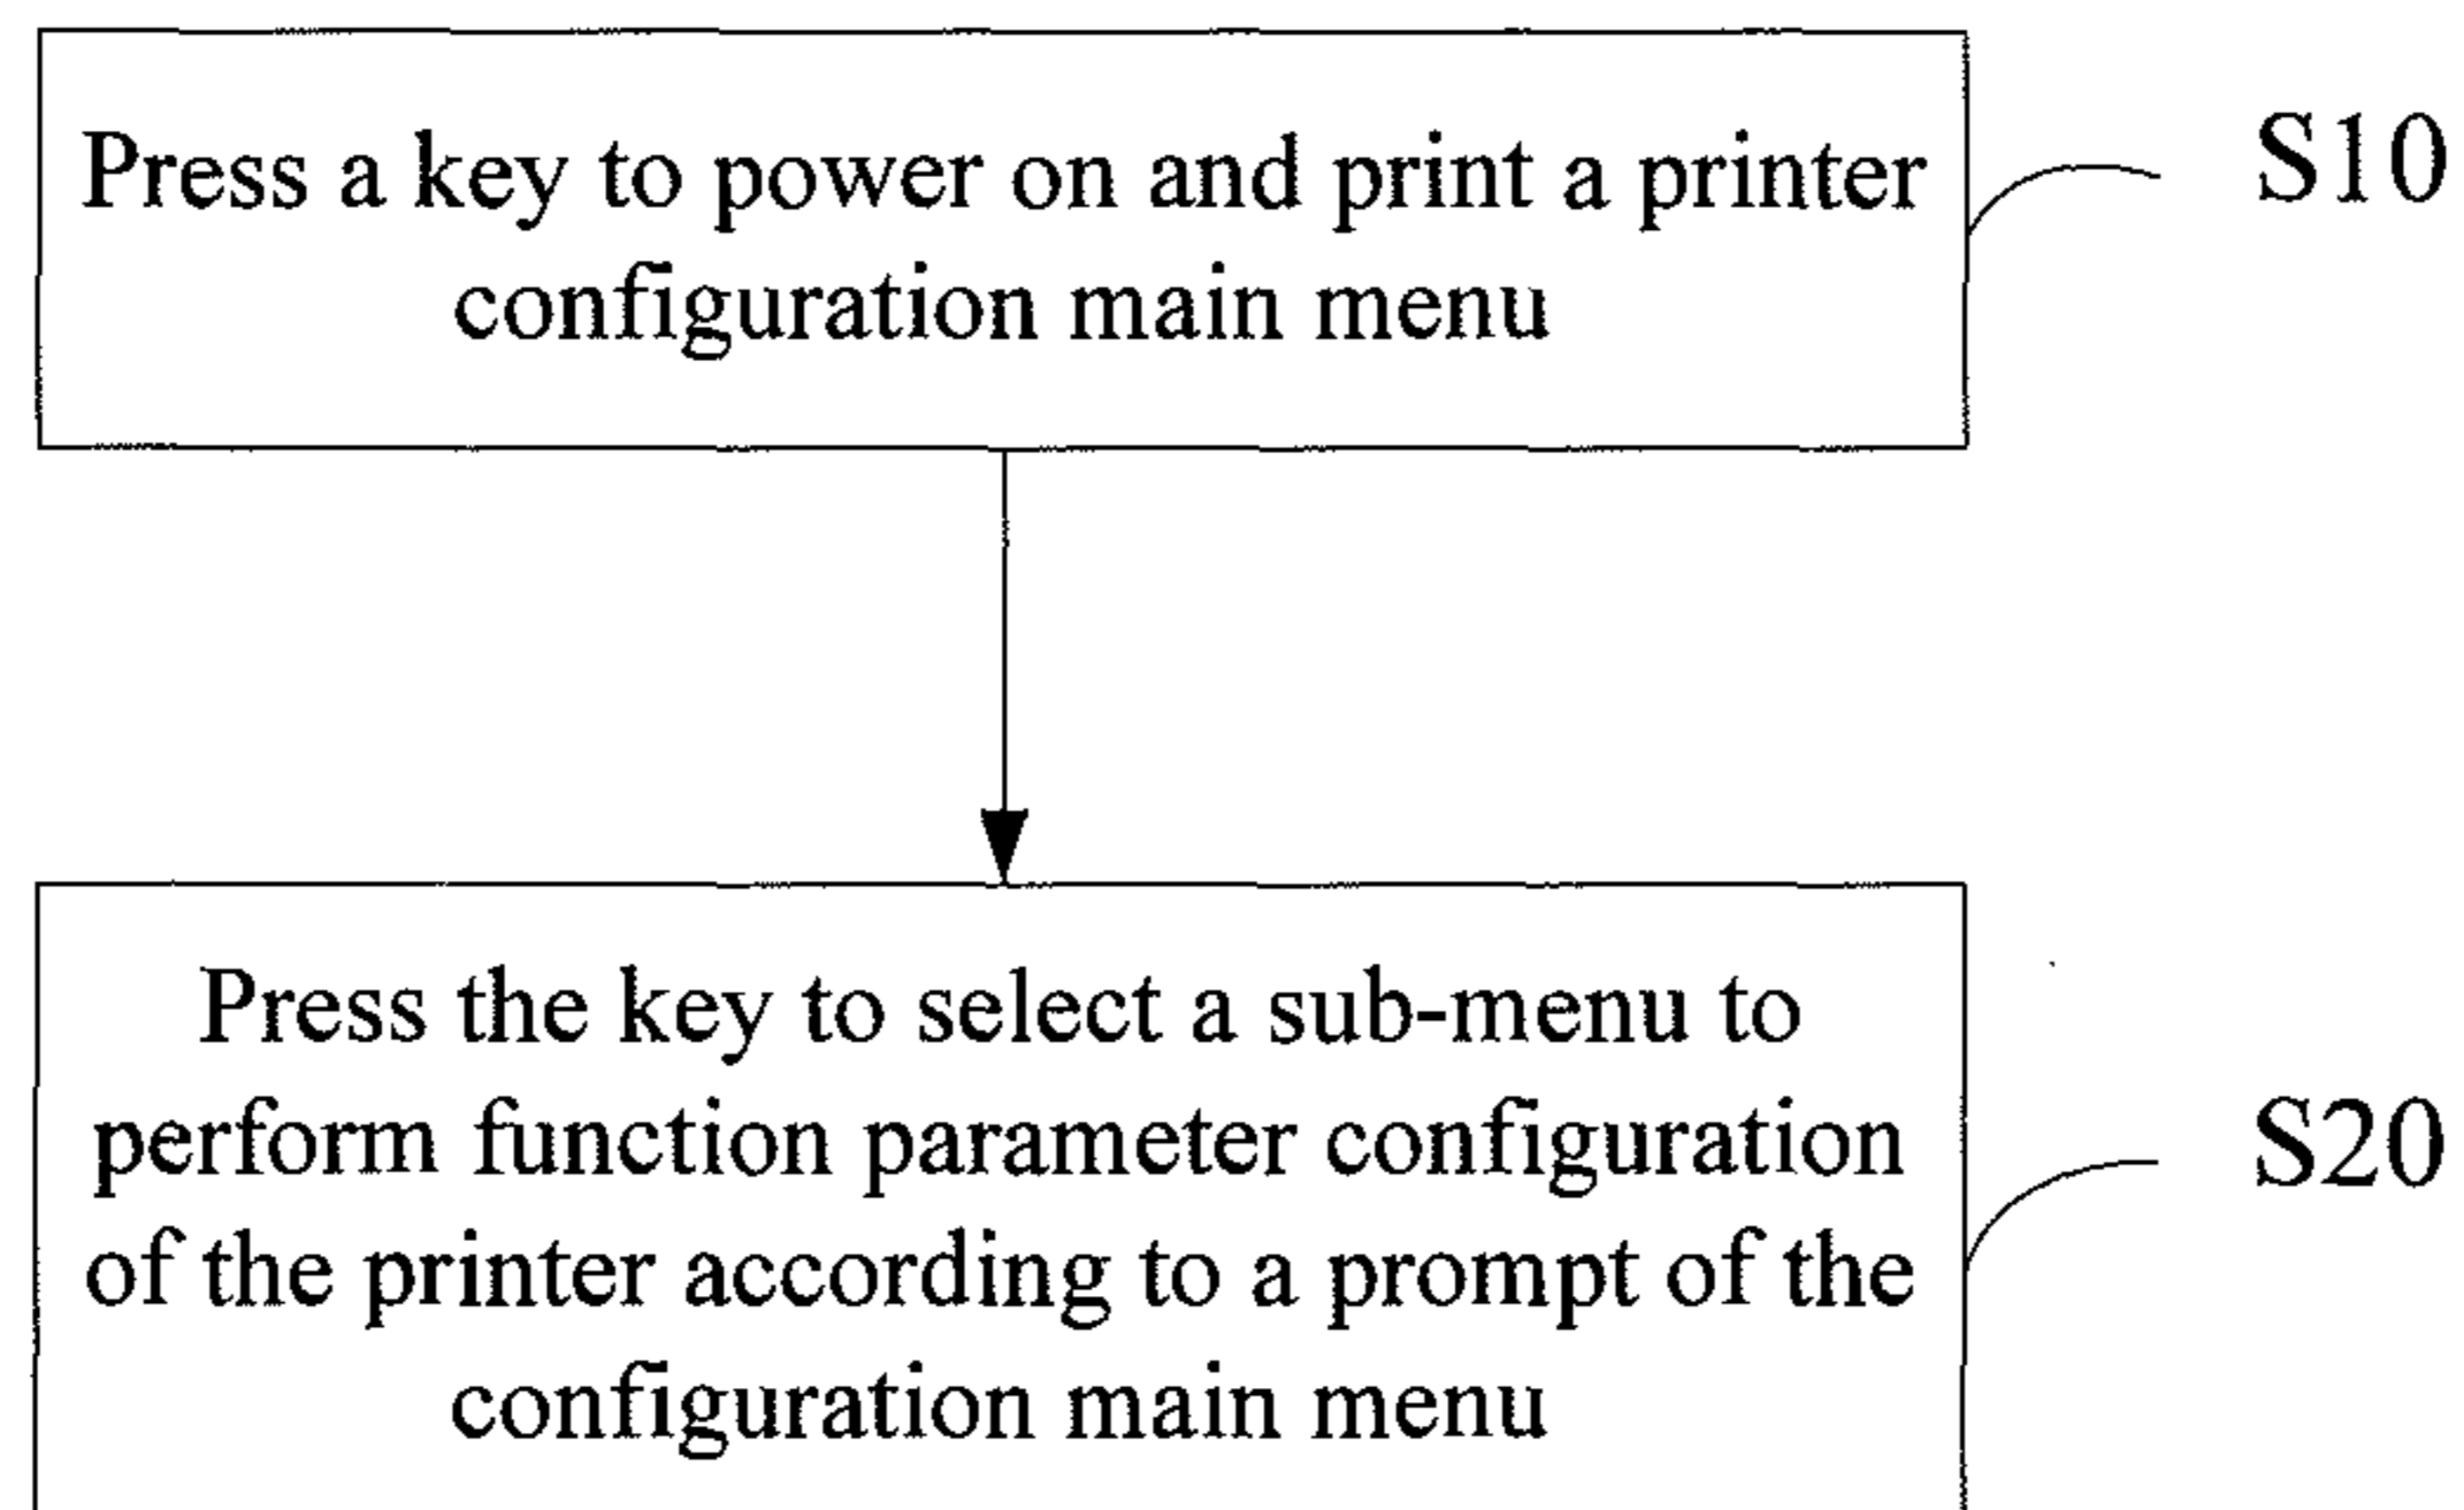 Press a key to power on and print a printer
configuration main menu
S10
Press the key to select a sub-menu to
perform function parameter configuration
of the printer according to a prompt of the
configuration main menu
S20